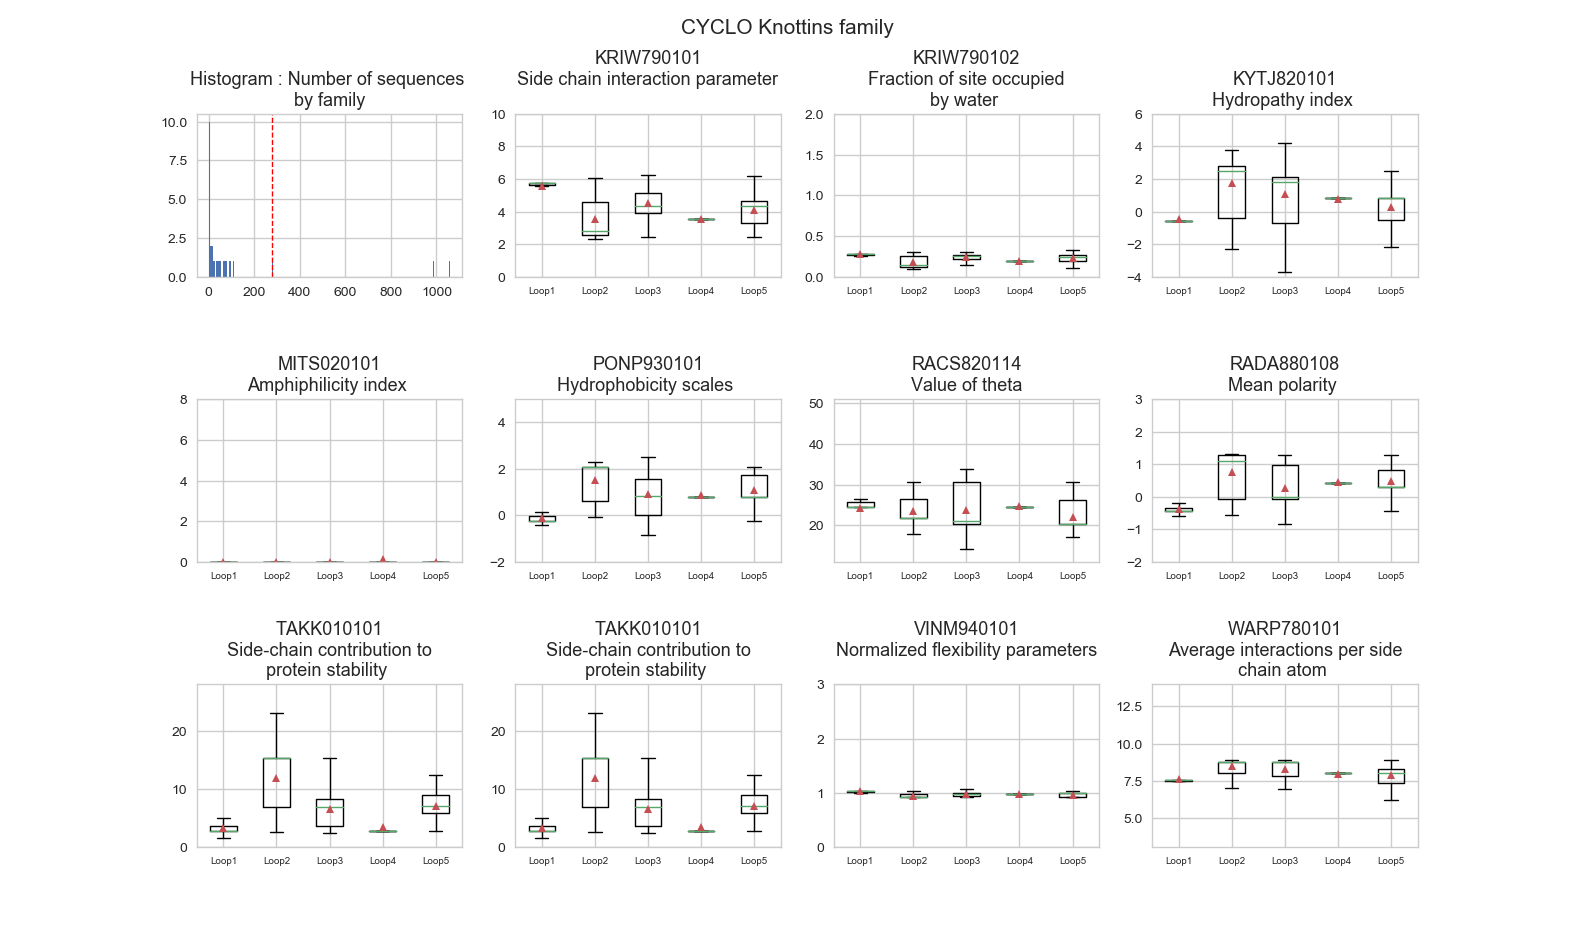 CYCLO Knottins family
Histogram : Number of sequences
by family
10.0
7.5
5.0
2.5
0.0
0 200 400 600 800 1000
KRIW790101
Side chain interaction parameter
10
8
6
4
2
0
Loop1 Loop2 Loop3 Loop4 Loop5
KRIW790102
Fraction of site occupied
by water
2.0
1.5
1.0
0.5
0.0
Loop1 Loop2 Loop3 Loop4 Loop5
KYTJ820101
Hydropathy index
6
4
2
0
−2
−4
Loop1 Loop2 Loop3 Loop4 Loop5
MITS020101
Amphiphilicity index
8
6
4
2
0
Loop1 Loop2 Loop3 Loop4 Loop5
PONP930101
Hydrophobicity scales
4
2
0
−2
Loop1 Loop2 Loop3 Loop4 Loop5
RACS820114
Value of theta
50
40
30
20
Loop1 Loop2 Loop3 Loop4 Loop5
RADA880108
Mean polarity
3
2
1
0
−1
−2
Loop1 Loop2 Loop3 Loop4 Loop5
TAKK010101
Side-chain contribution to
protein stability
20
10
0
Loop1 Loop2 Loop3 Loop4 Loop5
TAKK010101
Side-chain contribution to
protein stability
20
10
0
Loop1 Loop2 Loop3 Loop4 Loop5
VINM940101
Normalized flexibility parameters
3
2
1
0
Loop1 Loop2 Loop3 Loop4 Loop5
WARP780101
Average interactions per side
chain atom
12.5
10.0
7.5
5.0
Loop1 Loop2 Loop3 Loop4 Loop5